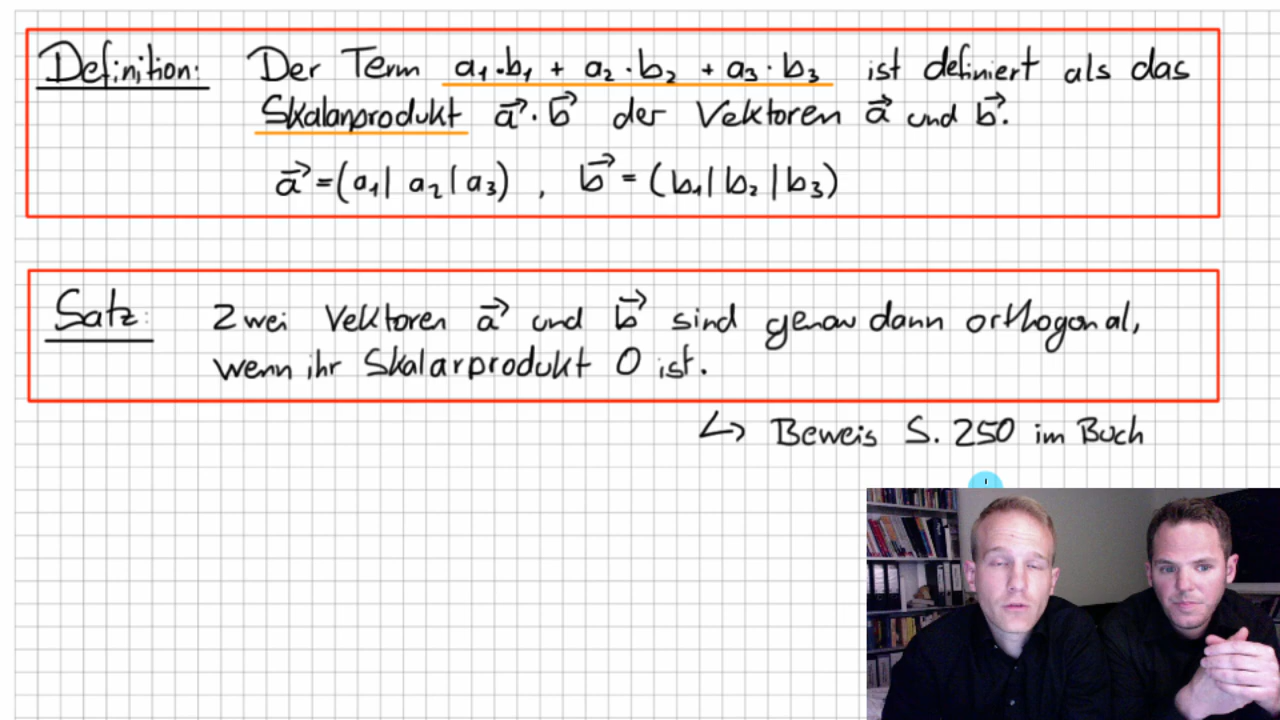 Definition: Der Term a₁·b₁ + a₂·b₂ + a₃·b₃ ist definiert als das
Skalarprodukt a⃗·b⃗ der Vektoren a⃗ und b⃗.
a⃗=(a₁|a₂|a₃), b⃗=(b₁|b₂|b₃)
Satz: Zwei Vektoren a⃗ und b⃗ sind genau dann orthogonal,
wenn ihr Skalarprodukt 0 ist.
↳ Beweis S. 250 im Buch